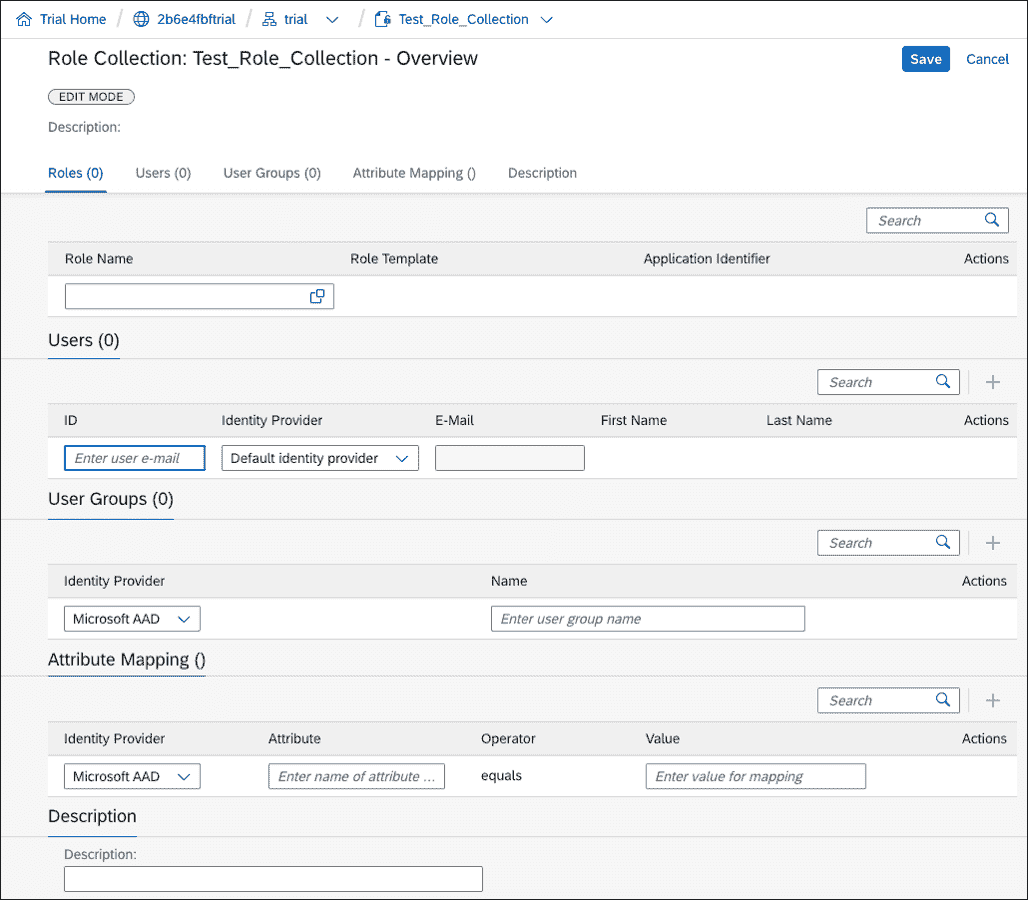 Trial Home / 2b6e4fbftrial / trial / Test_Role_Collection
Role Collection: Test_Role_Collection - Overview Save Cancel
EDIT MODE
Description:
Roles (0) Users (0) User Groups (0) Attribute Mapping () Description
Search
Role Name Role Template Application Identifier Actions
Users (0)
Search
ID Identity Provider E-Mail First Name Last Name Actions
Enter user e-mail Default identity provider
User Groups (0)
Search
Identity Provider Name Actions
Microsoft AAD Enter user group name
Attribute Mapping ()
Search
Identity Provider Attribute Operator Value Actions
Microsoft AAD Enter name of attribute ... equals Enter value for mapping
Description
Description: